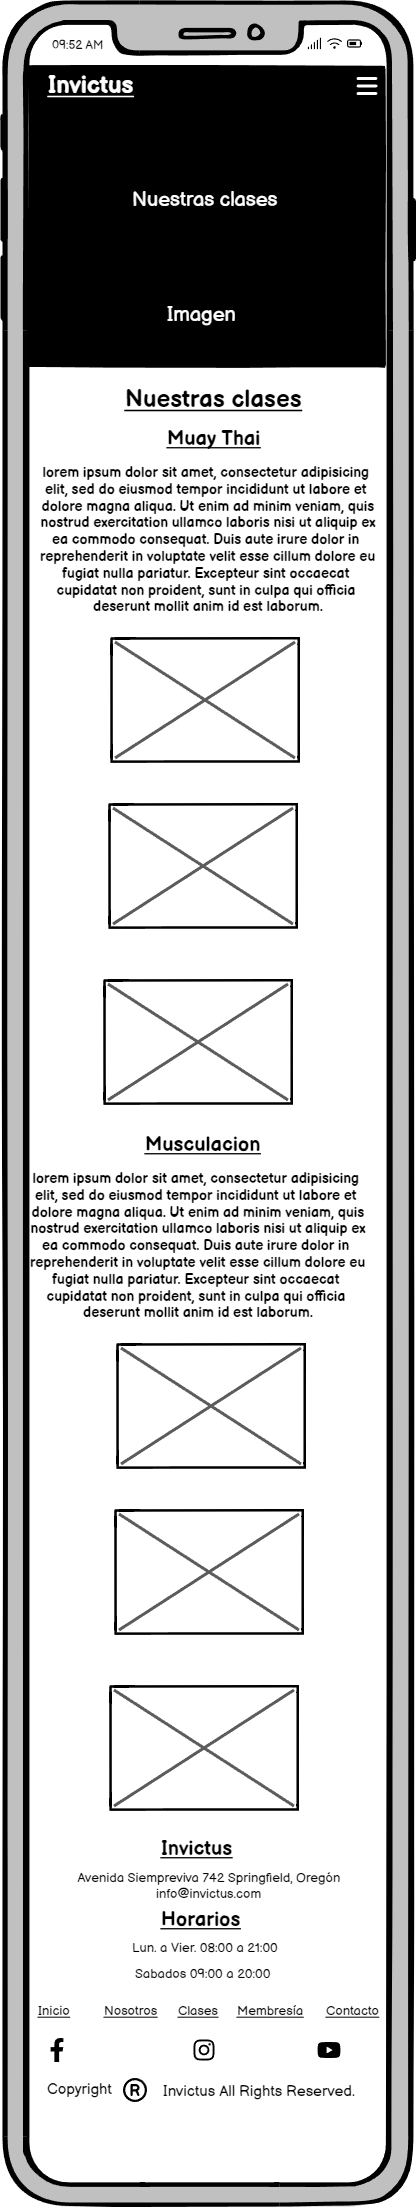 09:52 AM
Invictus
Nuestras clases
Imagen
Nuestras clases
Muay Thai
lorem ipsum dolor sit amet, consectetur adipisicing
elit, sed do eiusmod tempor incididunt ut labore et
dolore magna aliqua. Ut enim ad minim veniam, quis
nostrud exercitation ullamco laboris nisi ut aliquip ex
ea commodo consequat. Duis aute irure dolor in
reprehenderit in voluptate velit esse cillum dolore eu
fugiat nulla pariatur. Excepteur sint occaecat
cupidatat non proident, sunt in culpa qui officia
deserunt mollit anim id est laborum.
Musculacion
lorem ipsum dolor sit amet, consectetur adipisicing
elit, sed do eiusmod tempor incididunt ut labore et
dolore magna aliqua. Ut enim ad minim veniam, quis
nostrud exercitation ullamco laboris nisi ut aliquip ex
ea commodo consequat. Duis aute irure dolor in
reprehenderit in voluptate velit esse cillum dolore eu
fugiat nulla pariatur. Excepteur sint occaecat
cupidatat non proident, sunt in culpa qui officia
deserunt mollit anim id est laborum.
Invictus
Avenida Siempreviva 742 Springfield, Oregón
info@invictus.com
Horarios
Lun. a Vier. 08:00 a 21:00
Sabados 09:00 a 20:00
Inicio Nosotros Clases Membresía Contacto
Copyright ® Invictus All Rights Reserved.